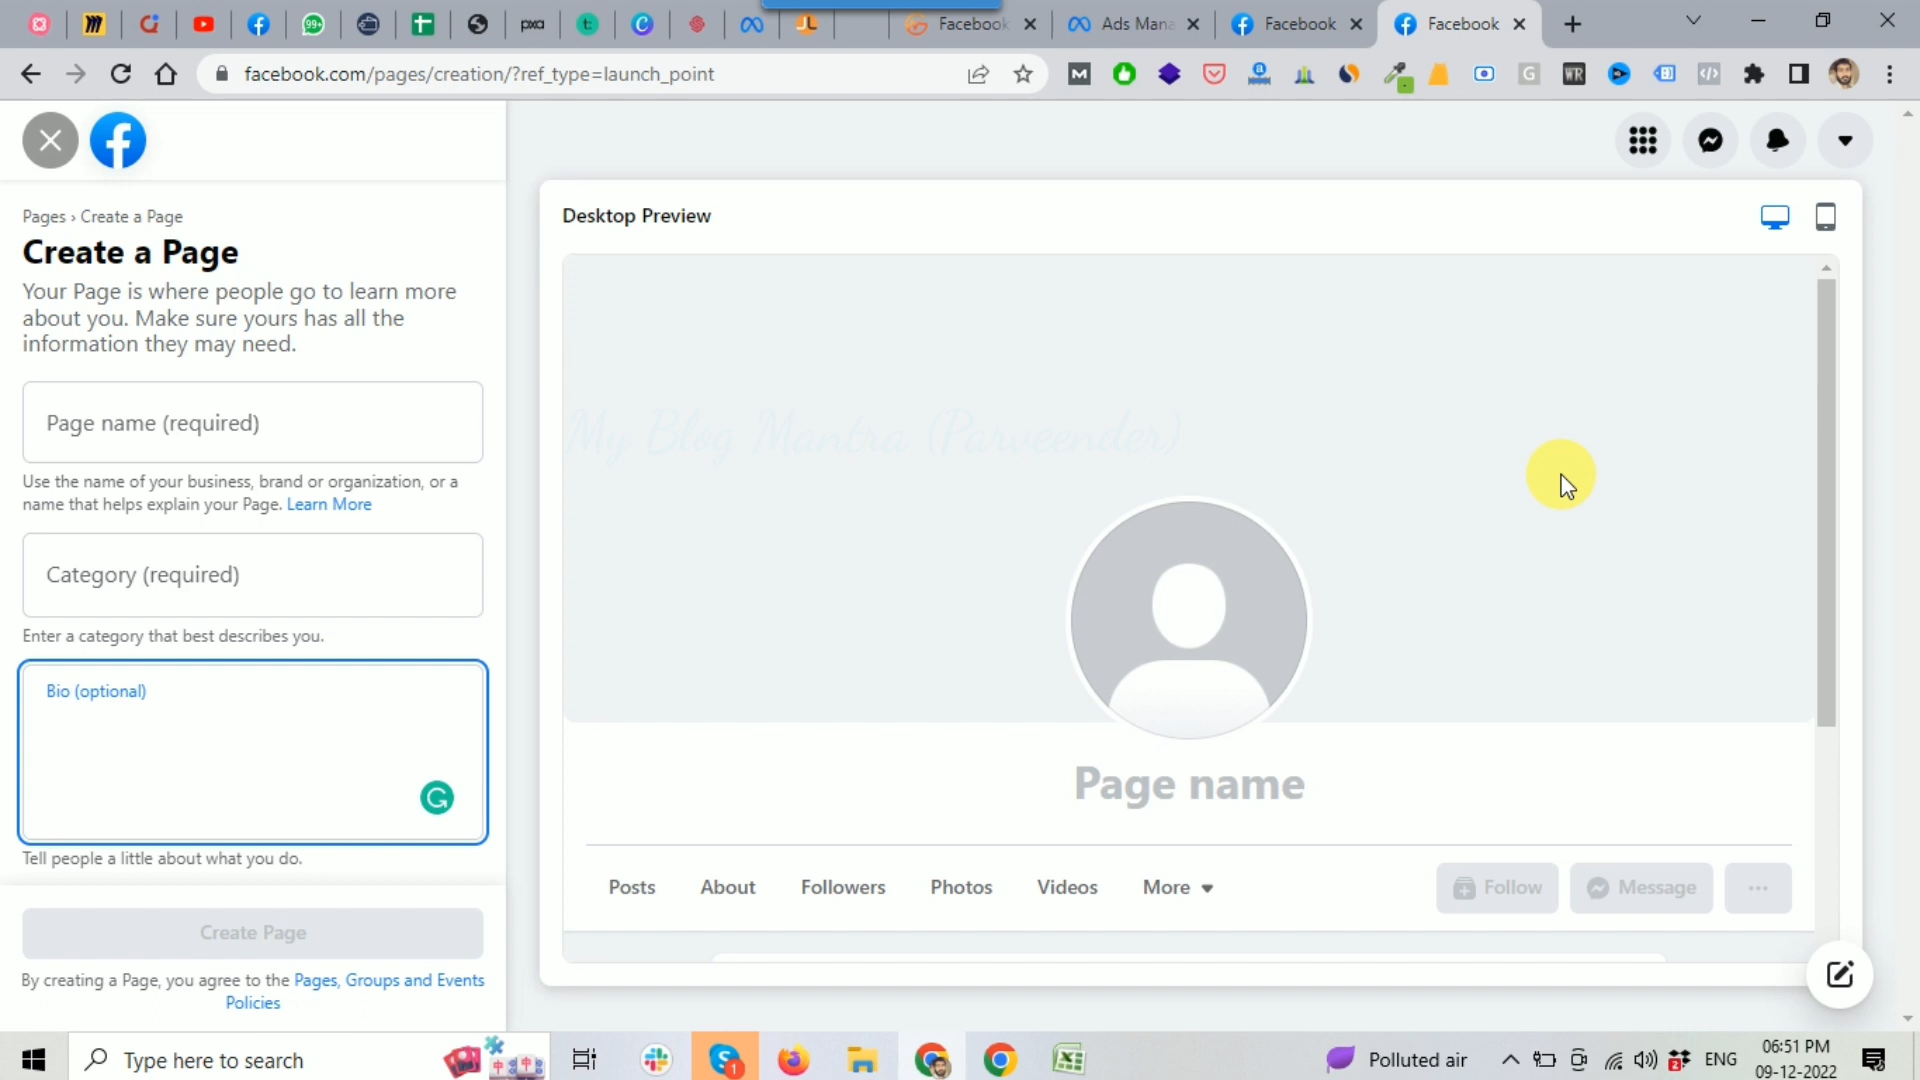 Facebook
Ads Mana
Facebook
Facebook
facebook.com/pages/creation/?ref_type=launch_point
Pages › Create a Page
Create a Page
Your Page is where people go to learn more
about you. Make sure yours has all the
information they may need.
Page name (required)
Use the name of your business, brand or organization, or a
name that helps explain your Page. Learn More
Category (required)
Enter a category that best describes you.
Bio (optional)
Tell people a little about what you do.
Create Page
By creating a Page, you agree to the Pages, Groups and Events
Policies
Desktop Preview
My Blog Mantra (Parveender)
Page name
Posts About Followers Photos Videos More
Follow Message
Type here to search
1
Polluted air
2
ENG
06:51 PM
09-12-2022